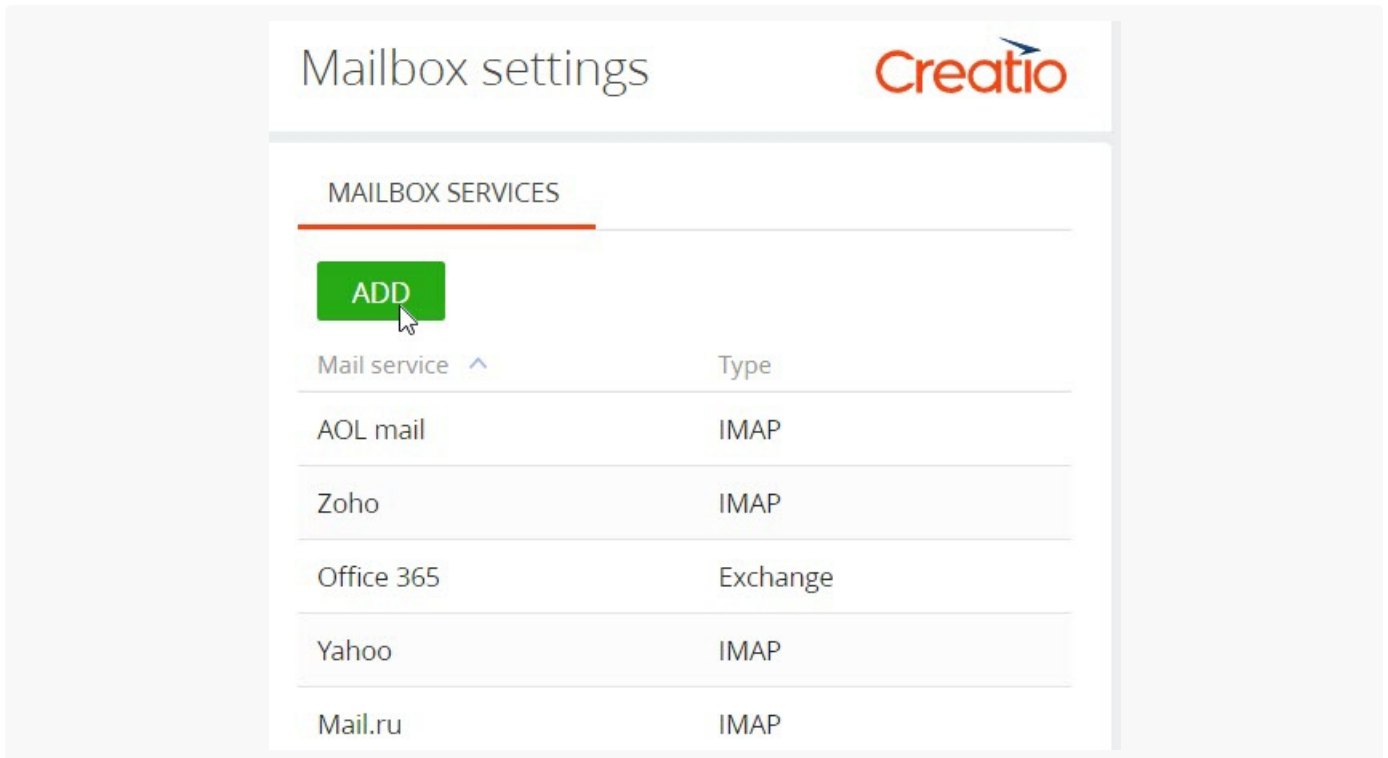 Mailbox settings
Creatio
MAILBOX SERVICES
ADD
Mail service Type
AOL mail IMAP
Zoho IMAP
Office 365 Exchange
Yahoo IMAP
Mail.ru IMAP